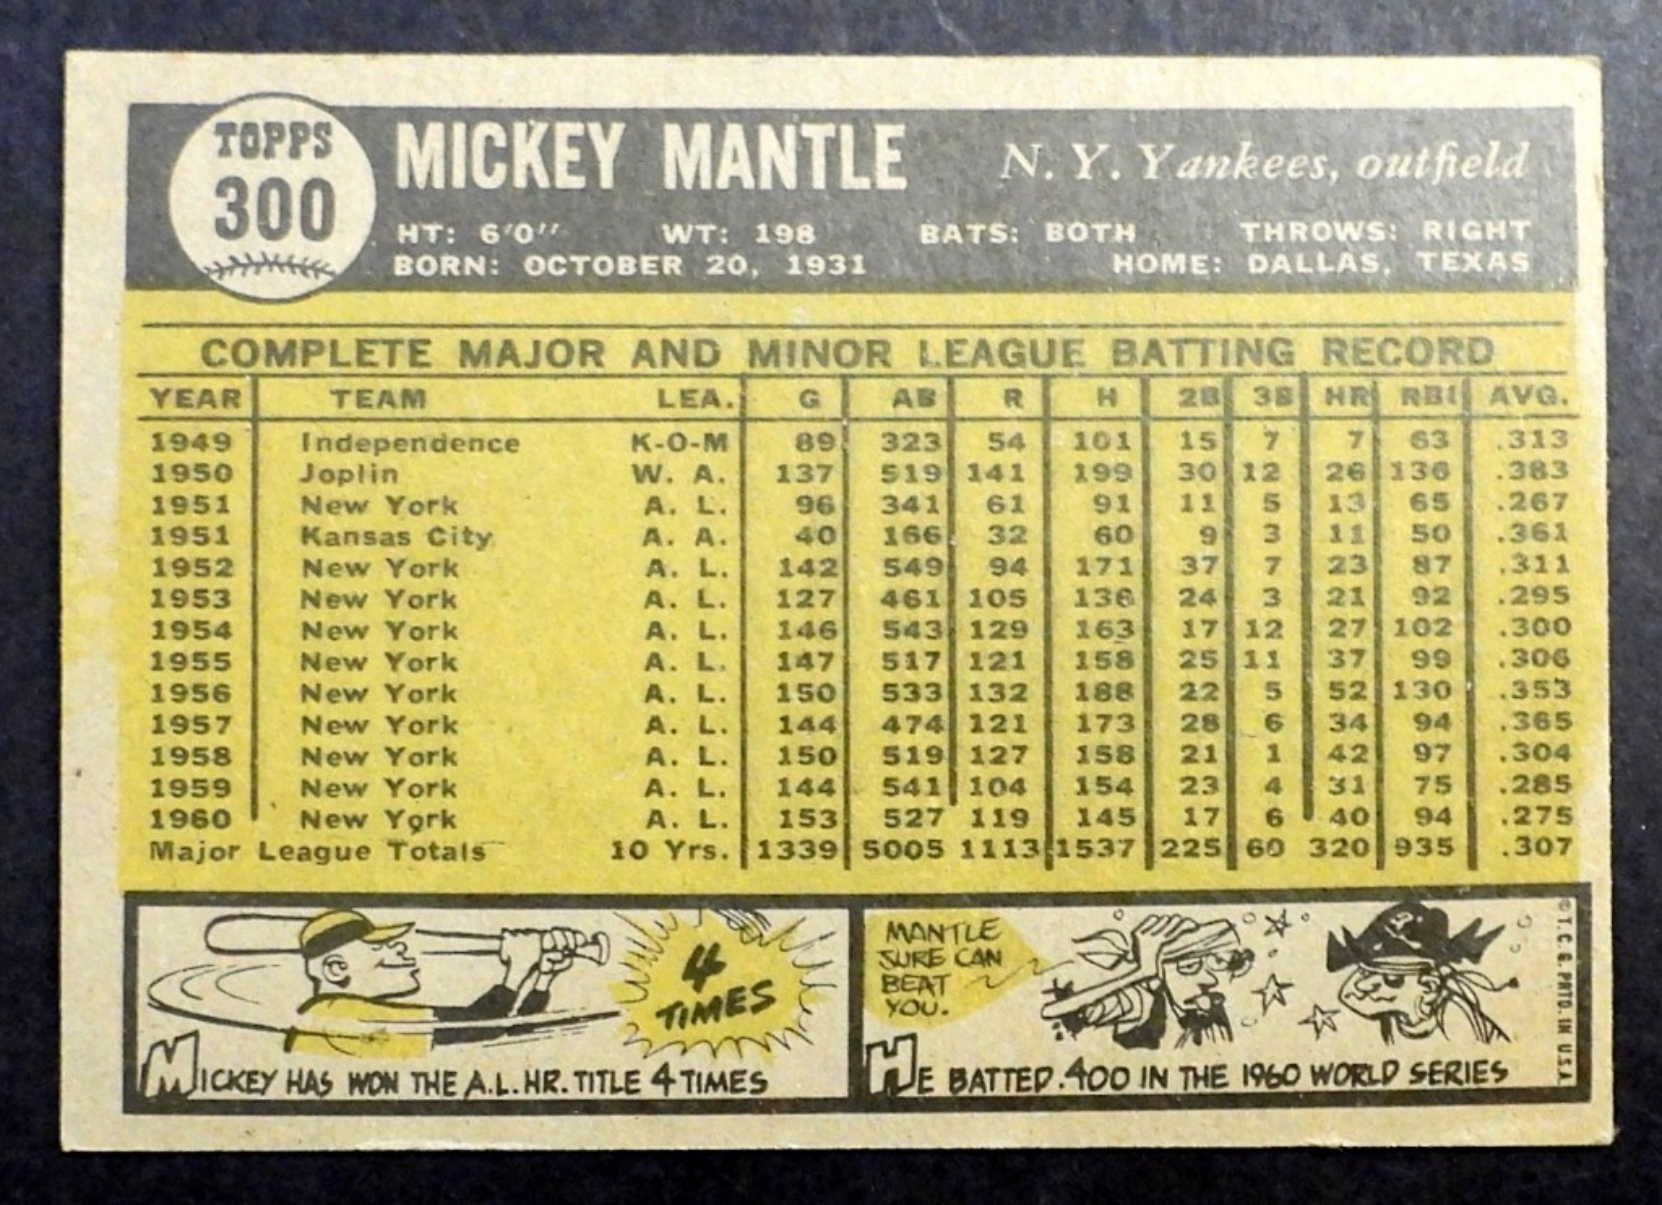 TOPPS
300
MICKEY MANTLE
N. Y. Yankees, outfield
HT: 6'0" WT: 198 BATS: BOTH THROWS: RIGHT
BORN: OCTOBER 20, 1931 HOME: DALLAS, TEXAS
COMPLETE MAJOR AND MINOR LEAGUE BATTING RECORD
YEAR TEAM LEA. G AB R H 2B 3B HR RBI AVG.
1949 Independence K-O-M 89 323 54 101 15 7 7 63 .313
1950 Joplin W. A. 137 519 141 199 30 12 26 136 .383
1951 New York A. L. 96 341 61 91 11 5 13 65 .267
1951 Kansas City A. A. 40 166 32 60 9 3 11 50 .361
1952 New York A. L. 142 549 94 171 37 7 23 87 .311
1953 New York A. L. 127 461 105 136 24 3 21 92 .295
1954 New York A. L. 146 543 129 163 17 12 27 102 .300
1955 New York A. L. 147 517 121 158 25 11 37 99 .306
1956 New York A. L. 150 533 132 188 22 5 52 130 .353
1957 New York A. L. 144 474 121 173 28 6 34 94 .365
1958 New York A. L. 150 519 127 158 21 1 42 97 .304
1959 New York A. L. 144 541 104 154 23 4 31 75 .285
1960 New York A. L. 153 527 119 145 17 6 40 94 .275
Major League Totals 10 Yrs. 1339 5005 1113 1537 225 60 320 935 .307
4
TIMES
MICKEY HAS WON THE A.L. HR. TITLE 4 TIMES
MANTLE
SURE CAN
BEAT
YOU.
HE BATTED .400 IN THE 1960 WORLD SERIES
© T. C. G. PRTD. IN U.S.A.